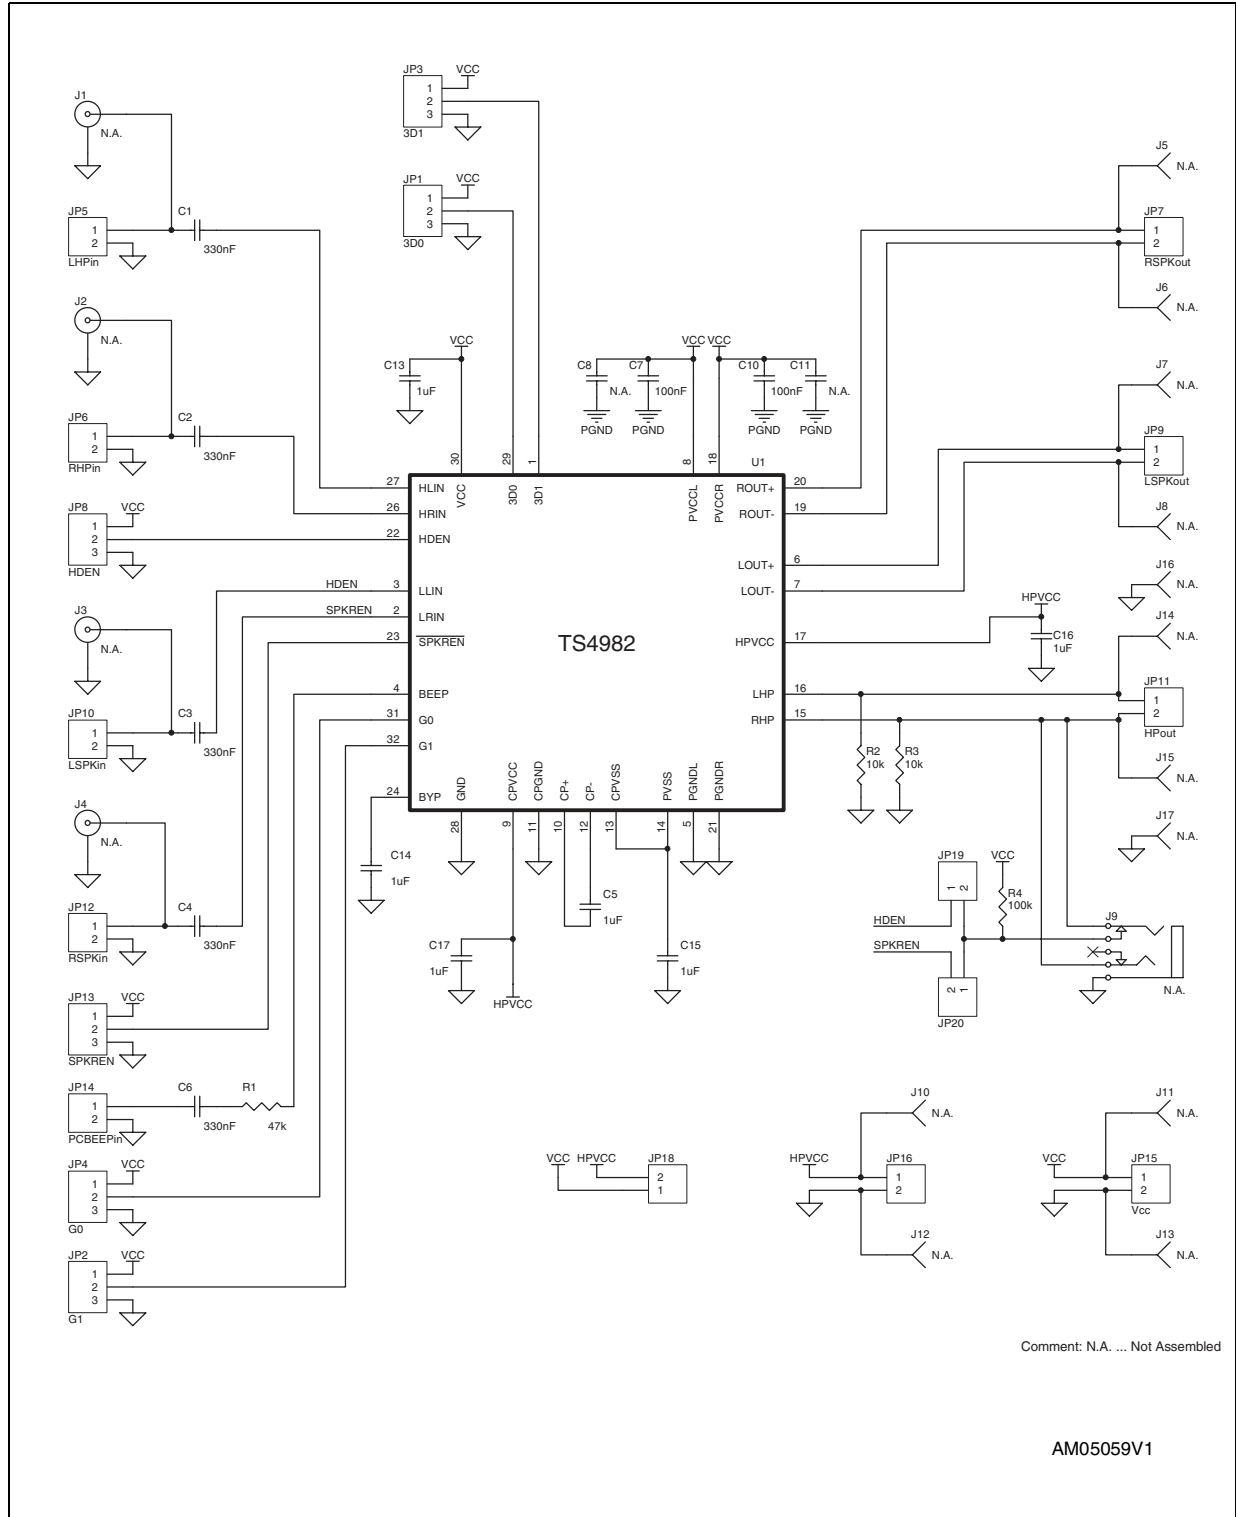 JP3
VCC
1
2
3
3D1
J1
N.A.
JP1
VCC
1
2
3
3D0
JP5
1
2
LHPin
C1
330nF
J2
N.A.
JP6
1
2
RHPin
C2
330nF
JP8
VCC
1
2
3
HDEN
J3
N.A.
JP10
1
2
LSPKin
C3
330nF
J4
N.A.
JP12
1
2
RSPKin
C4
330nF
JP13
VCC
1
2
3
SPKREN
JP14
1
2
PCBEEPin
C6
330nF
R1
47k
JP4
VCC
1
2
3
G0
JP2
VCC
1
2
3
G1
VCC
C13
1uF
VCC VCC
C8
N.A.
PGND
C7
100nF
PGND
C10
100nF
PGND
C11
N.A.
PGND
30
29
1
8
18
U1
VCC
3D0
3D1
PVCCL
PVCCR
27 HLIN
26 HRIN
22 HDEN
HDEN 3 LLIN
SPKREN 2 LRIN
23 SPKREN
4 BEEP
31 G0
32 G1
24 BYP
TS4982
ROUT+ 20
ROUT- 19
LOUT+ 6
LOUT- 7
HPVCC 17
LHP 16
RHP 15
GND
CPVCC
CPGND
CP+
CP-
CPVSS
PVSS
PGNDL
PGNDR
28
9
11
10
12
13
14
5
21
C14
1uF
C5
1uF
C17
1uF
HPVCC
C15
1uF
J5
N.A.
JP7
1
2
RSPKout
J6
N.A.
J7
N.A.
JP9
1
2
LSPKout
J8
N.A.
J16
N.A.
HPVCC
C16
1uF
J14
N.A.
JP11
1
2
HPout
R2
10k
R3
10k
J15
N.A.
J17
N.A.
JP19
1
2
VCC
R4
100k
HDEN
SPKREN
2
1
JP20
J9
N.A.
VCC HPVCC
JP18
2
1
J10
N.A.
HPVCC
JP16
1
2
J12
N.A.
J11
N.A.
VCC
JP15
1
2
Vcc
J13
N.A.
Comment: N.A. ... Not Assembled
AM05059V1